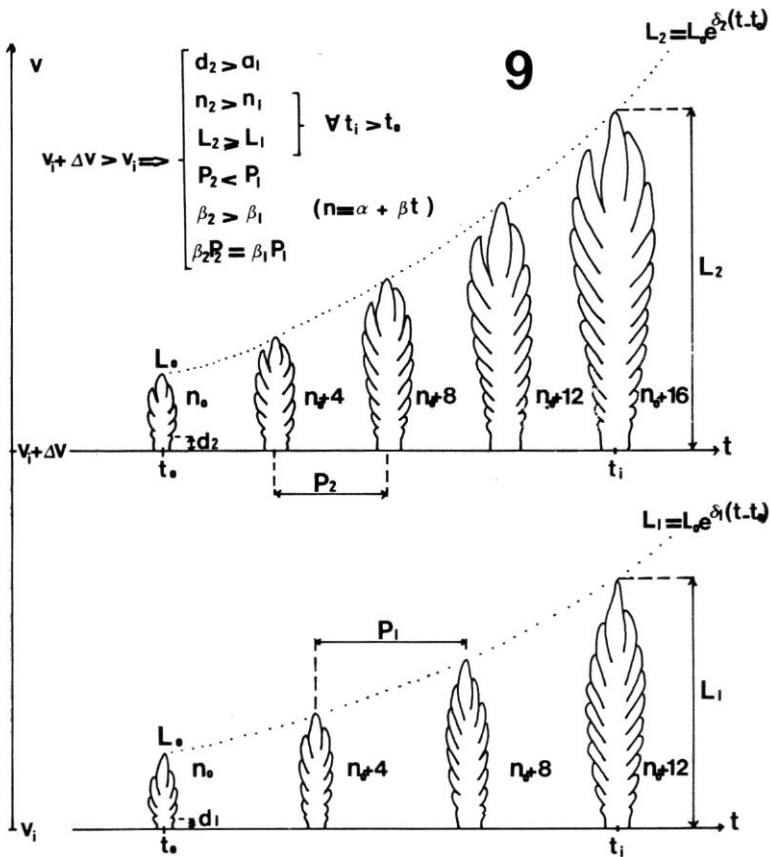 9
L₂=L₀e^δ₂(t-t₀)
v
d₂>a₁
n₂>n₁
L₂⩾L₁
∀ tᵢ>t₀
vᵢ+Δv>vᵢ⟹
P₂<P₁
β₂>β₁ (n=α + βt)
β₂P₂=β₁P₁
L₂
L₀
n₀ n₀+4 n₀+8 n₀+12 n₀+16
d₂
vᵢ+Δv t
t₀ tᵢ
P₂
L₁=L₀e^δ₁(t-t₀)
P₁
L₁
L₀
n₀ n₀+4 n₀+8 n₀+12
d₁
vᵢ t
t₀ tᵢ